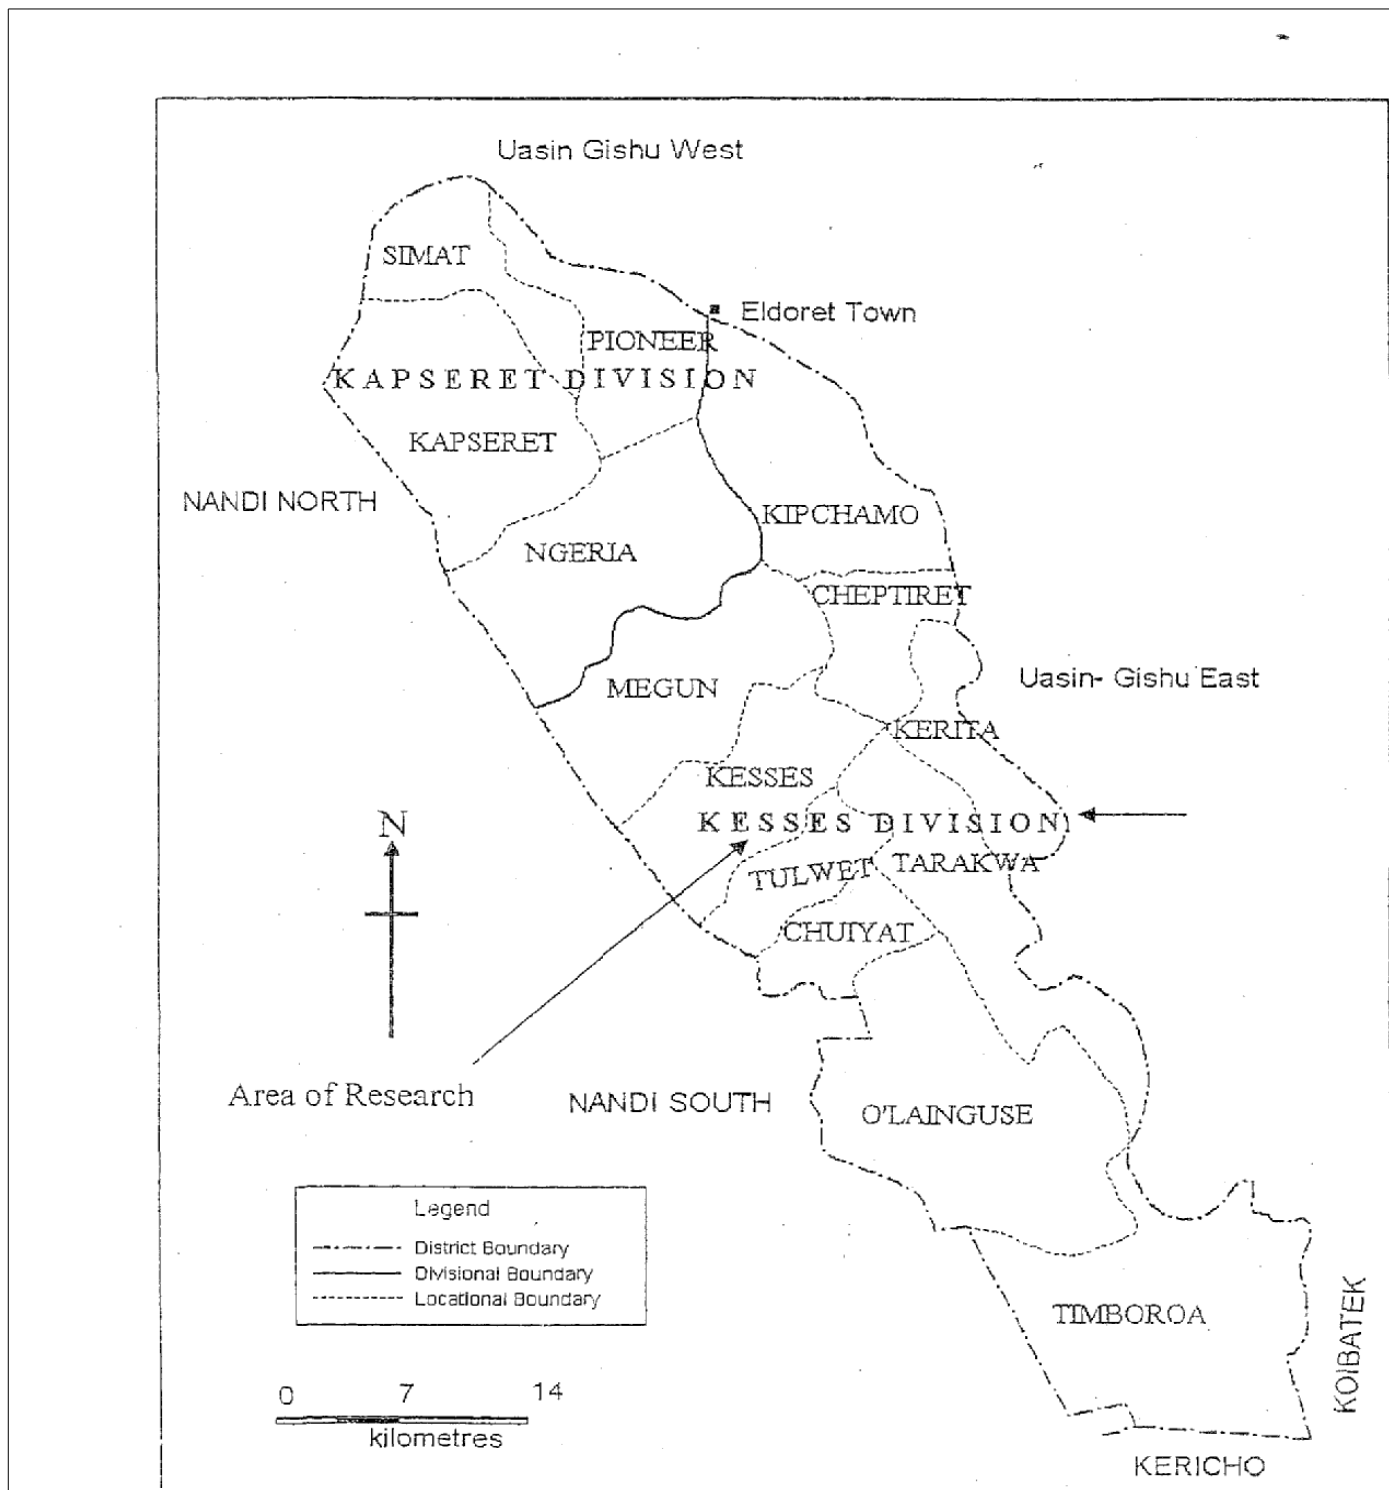 Uasin Gishu West
SIMAT
Eldoret Town
PIONEER
KAPSERET DIVISION
KAPSERET
NANDI NORTH
KIPCHAMO
NGERIA
CHEPTIRET
Uasin- Gishu East
MEGUN
KERITA
KESSES
N
KESSES DIVISION
TARAKWA
TULWET
CHUIYAT
Area of Research
NANDI SOUTH
O'LAINGUSE
Legend
District Boundary
Divisional Boundary
Locational Boundary
TIMBOROA
KOIBATEK
0 7 14
kilometres
KERICHO